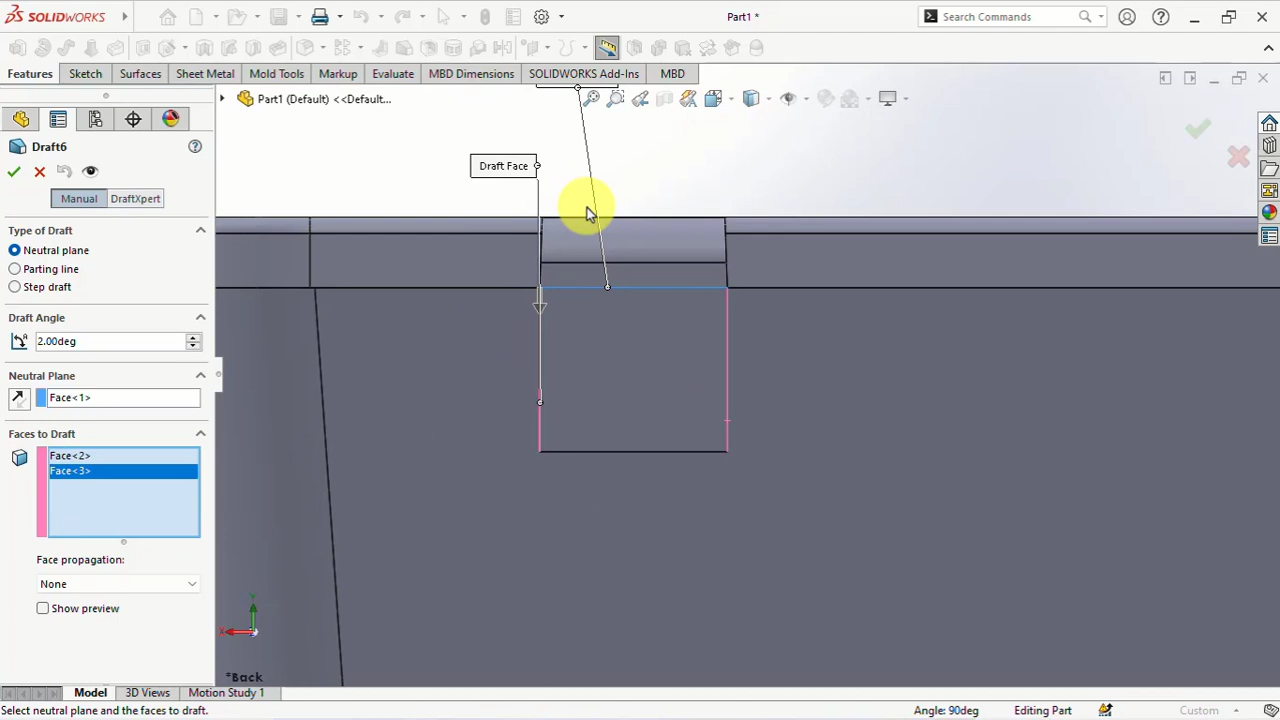 SOLIDWORKS
Part1 *
Search Commands
Features
Sketch
Surfaces
Sheet Metal
Mold Tools
Markup
Evaluate
MBD Dimensions
SOLIDWORKS Add-Ins
MBD
Part1 (Default) <<Default...
Draft6
Manual
DraftXpert
Type of Draft
Neutral plane
Parting line
Step draft
Draft Angle
2.00deg
Neutral Plane
Face<1>
Faces to Draft
Face<2>
Face<3>
Face propagation:
None
Show preview
Draft Face
Y
X
*Back
Model
3D Views
Motion Study 1
Select neutral plane and the faces to draft.
Angle: 90deg
Editing Part
Custom